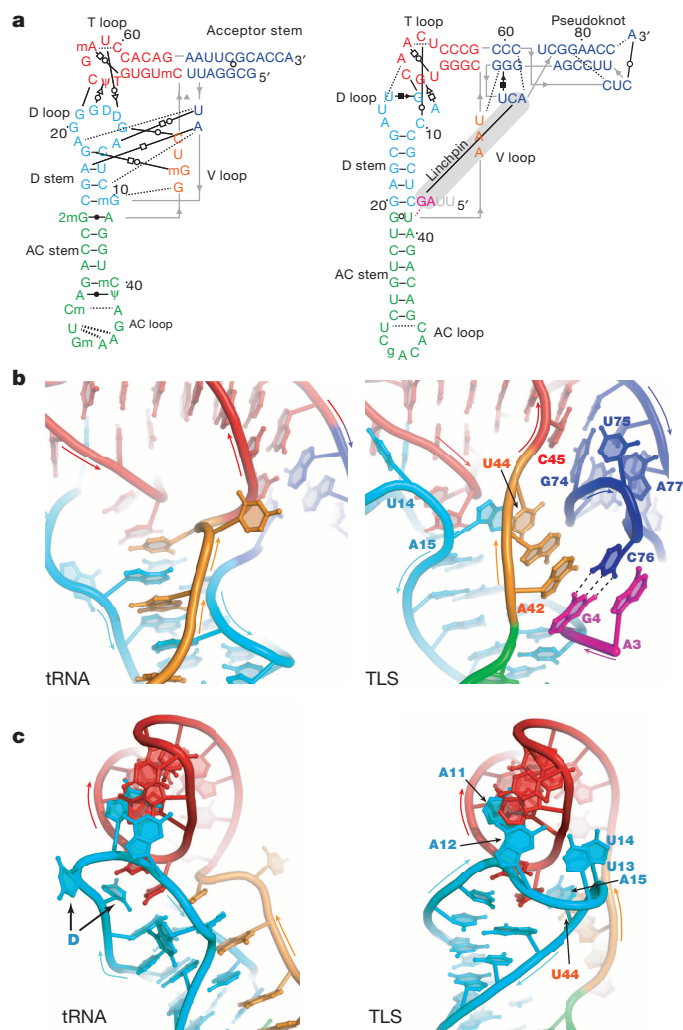 a
T loop
60
Acceptor stem
mA U C CACAG AAUUCGCACCA 3′
G
A
C Ψ T GUGUmC UUAGGCG 5′
D loop
G G D D
20
G
G
U
A
A
G A C
C
G A C U
C U
C U
V loop
D stem
A U
G C
mG
10
C G
G
C mG
2mG A
C G
C G
AC stem
A U
G mC
40
A Ψ
Cm A
U G
Gm A A
AC loop
T loop
60
Pseudoknot
80
A 3′
A C U CCCG CCC UCGGAACC
A G GGGC GGG AGCC UU
C
CUC
D loop
U G A
UCA
U C
10
A U
G C
Linchpin
U
A
A
V loop
D stem
C G
G C
A U
20
G C GAUU 5′
G U
U A
40
C G
AC stem
U A
G C
U A
C G
U C
C A
g A C
AC loop
b
U75
U44
C45
G74
A77
U14
A15
C76
A42
G4
A3
tRNA
TLS
c
A11
A12
U14
U13
A15
D
U44
tRNA
TLS